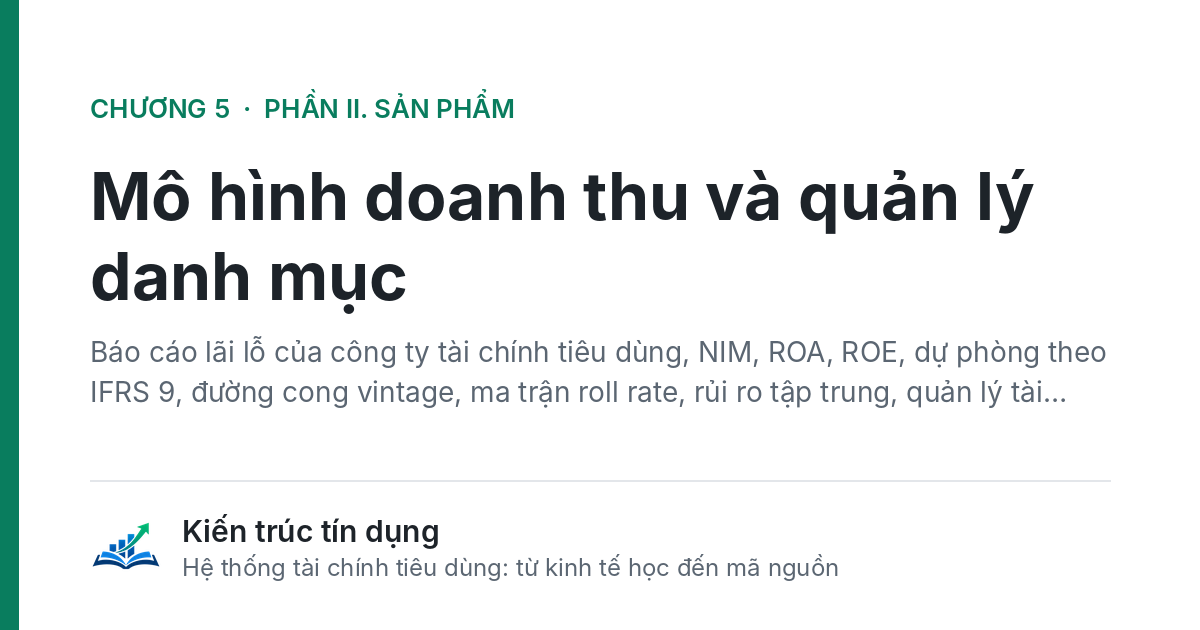 CHƯƠNG 5 · PHẦN II. SẢN PHẨM
Mô hình doanh thu và quản lý
danh mục
Báo cáo lãi lỗ của công ty tài chính tiêu dùng, NIM, ROA, ROE, dự phòng theo
IFRS 9, đường cong vintage, ma trận roll rate, rủi ro tập trung, quản lý tài...
Kiến trúc tín dụng
Hệ thống tài chính tiêu dùng: từ kinh tế học đến mã nguồn